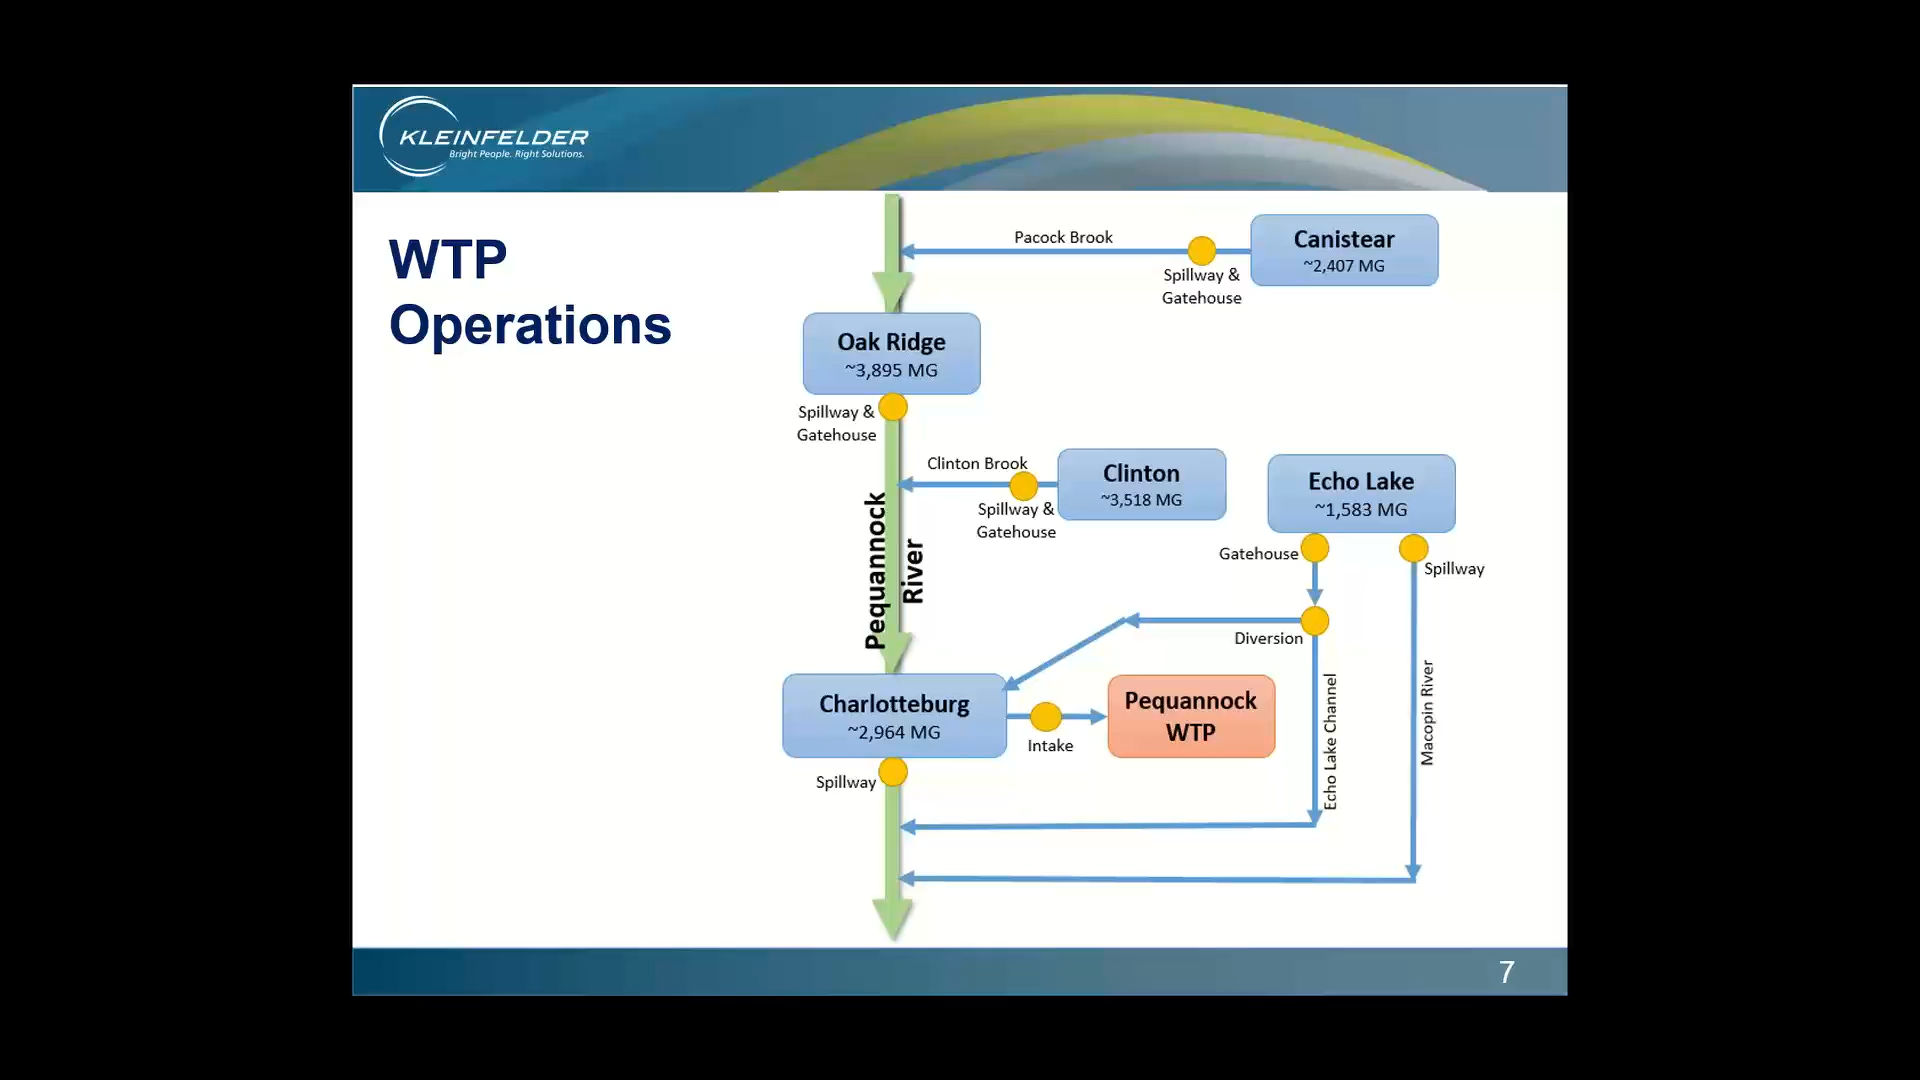 KLEINFELDER
Bright People. Right Solutions.
WTP
Operations
Pacock Brook
Spillway &
Gatehouse
Canistear
~2,407 MG
Oak Ridge
~3,895 MG
Spillway &
Gatehouse
Clinton Brook
Spillway &
Gatehouse
Clinton
~3,518 MG
Echo Lake
~1,583 MG
Gatehouse
Spillway
Pequannock
River
Diversion
Echo Lake Channel
Macopin River
Charlotteburg
~2,964 MG
Intake
Pequannock
WTP
Spillway
7